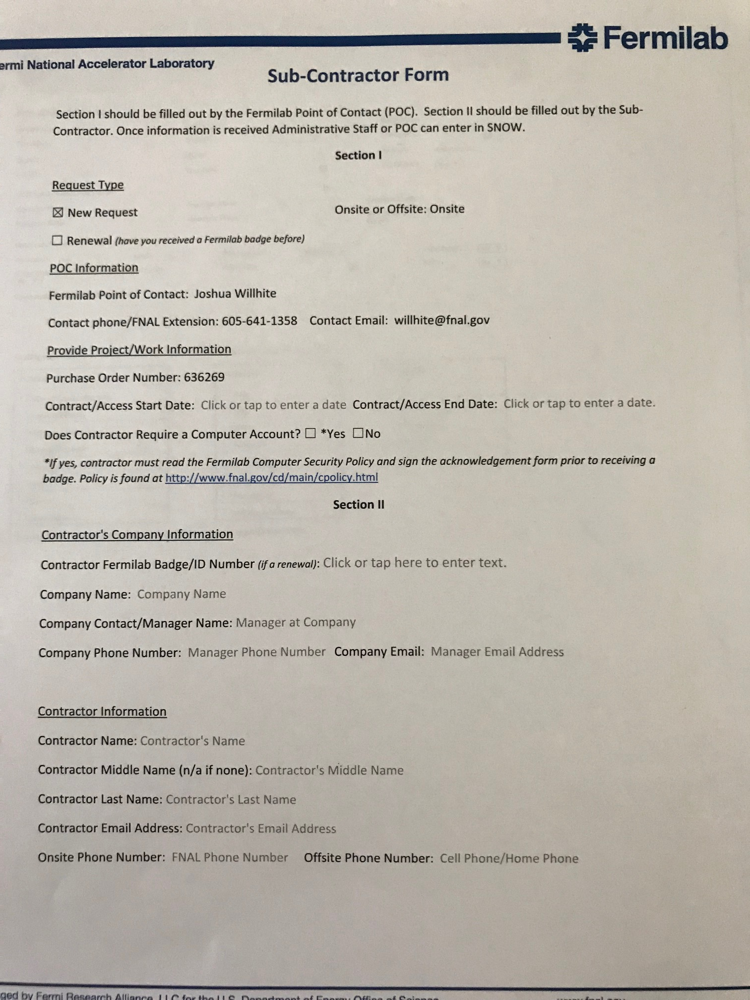 Fermilab
ermi National Accelerator Laboratory
Sub-Contractor Form
Section I should be filled out by the Fermilab Point of Contact (POC). Section II should be filled out by the Sub-
Contractor. Once information is received Administrative Staff or POC can enter in SNOW.
Section I
Request Type
☒ New Request Onsite or Offsite: Onsite
☐ Renewal (have you received a Fermilab badge before)
POC Information
Fermilab Point of Contact: Joshua Willhite
Contact phone/FNAL Extension: 605-641-1358 Contact Email: willhite@fnal.gov
Provide Project/Work Information
Purchase Order Number: 636269
Contract/Access Start Date: Click or tap to enter a date Contract/Access End Date: Click or tap to enter a date.
Does Contractor Require a Computer Account? ☐ *Yes ☐No
*If yes, contractor must read the Fermilab Computer Security Policy and sign the acknowledgement form prior to receiving a
badge. Policy is found at http://www.fnal.gov/cd/main/cpolicy.html
Section II
Contractor's Company Information
Contractor Fermilab Badge/ID Number (if a renewal): Click or tap here to enter text.
Company Name: Company Name
Company Contact/Manager Name: Manager at Company
Company Phone Number: Manager Phone Number Company Email: Manager Email Address
Contractor Information
Contractor Name: Contractor's Name
Contractor Middle Name (n/a if none): Contractor's Middle Name
Contractor Last Name: Contractor's Last Name
Contractor Email Address: Contractor's Email Address
Onsite Phone Number: FNAL Phone Number Offsite Phone Number: Cell Phone/Home Phone
ged by Fermi Research Alliance, LLC for the U.S. Department of Energy Office of Science